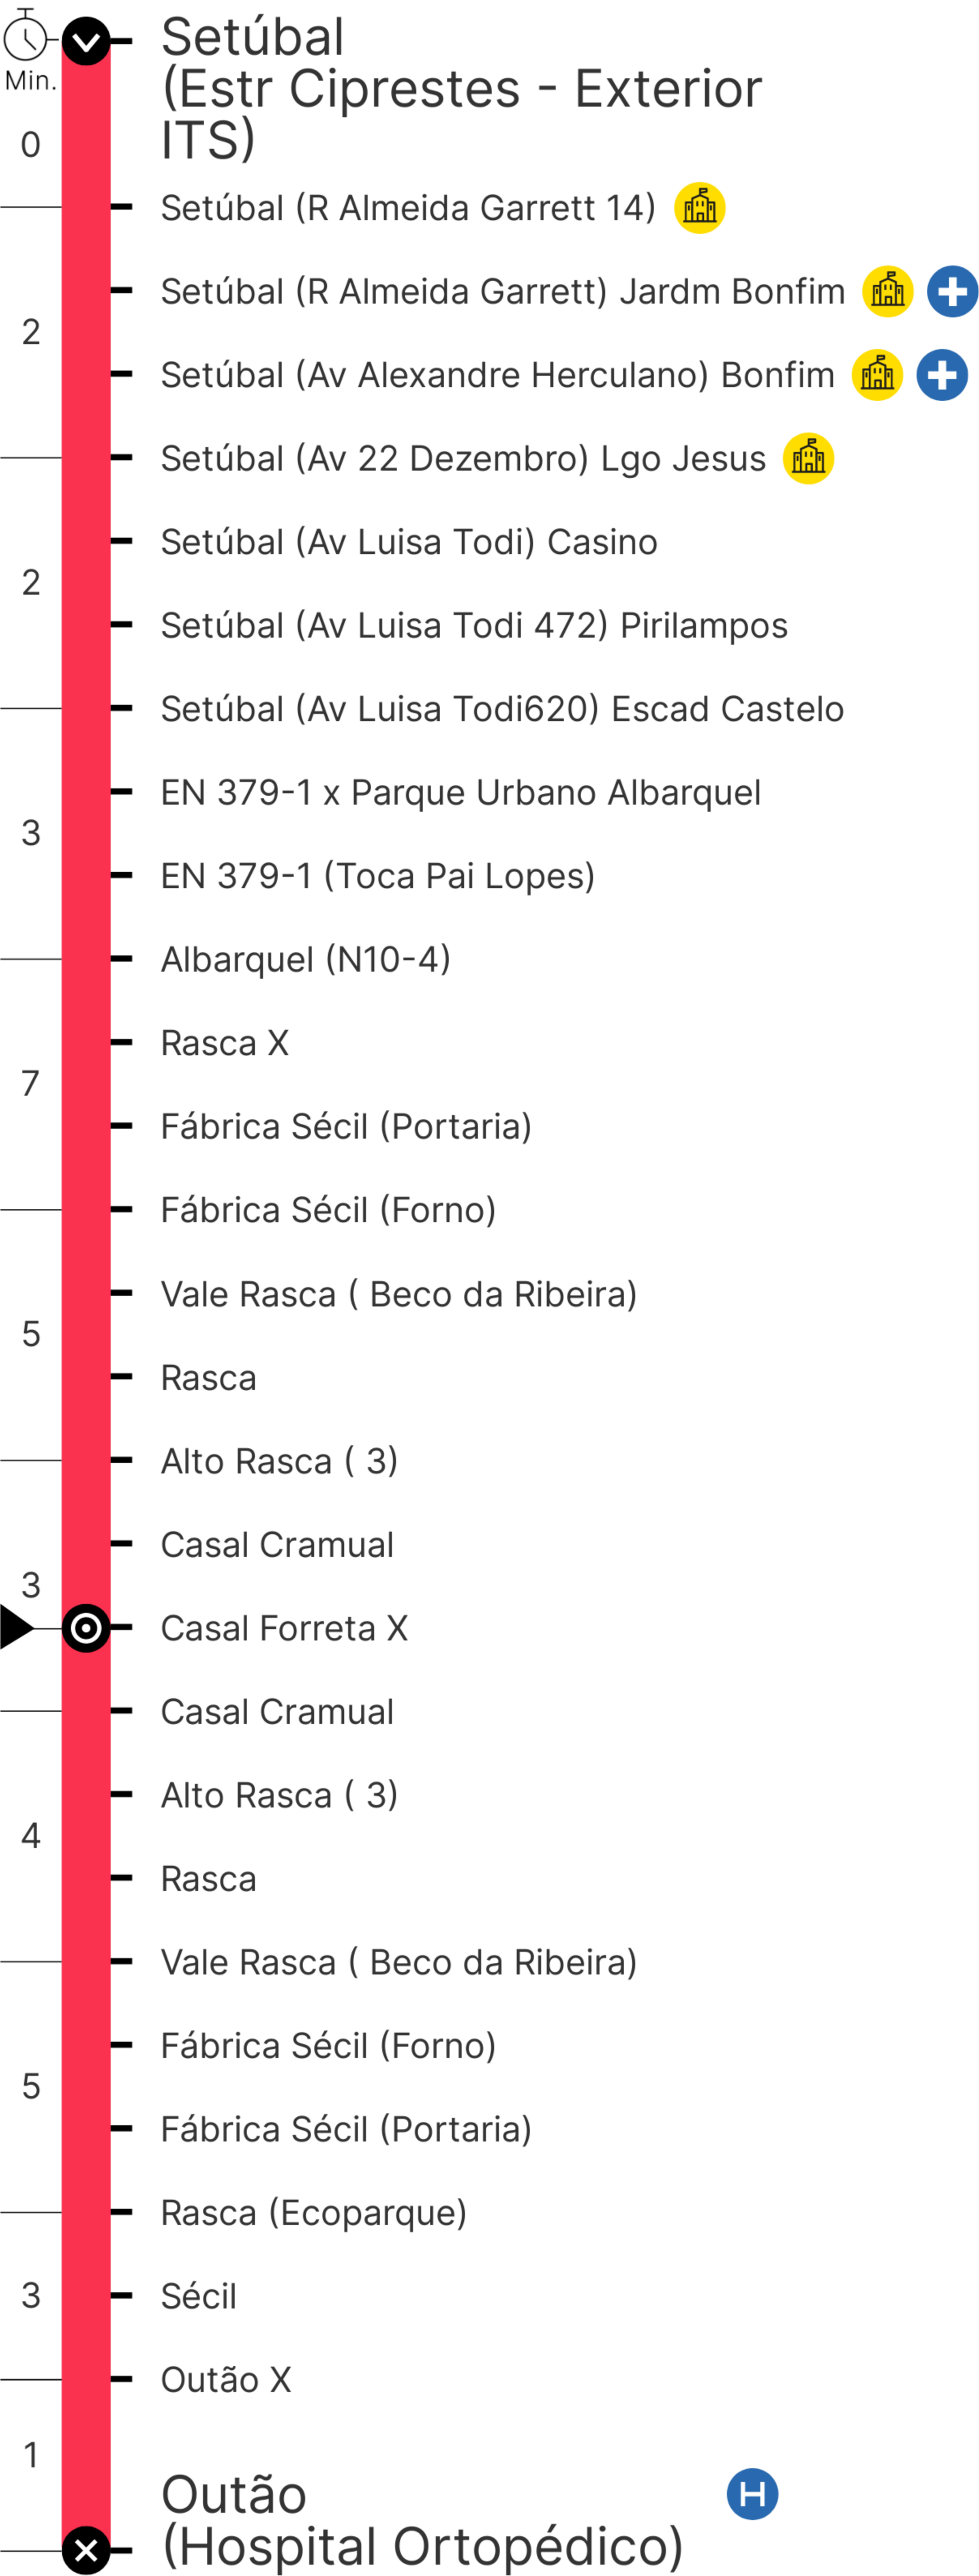 Min.
Setúbal
(Estr Ciprestes - Exterior
ITS)
0
Setúbal (R Almeida Garrett 14)
Setúbal (R Almeida Garrett) Jardm Bonfim
2
Setúbal (Av Alexandre Herculano) Bonfim
Setúbal (Av 22 Dezembro) Lgo Jesus
Setúbal (Av Luisa Todi) Casino
2
Setúbal (Av Luisa Todi 472) Pirilampos
Setúbal (Av Luisa Todi620) Escad Castelo
EN 379-1 x Parque Urbano Albarquel
3
EN 379-1 (Toca Pai Lopes)
Albarquel (N10-4)
Rasca X
7
Fábrica Sécil (Portaria)
Fábrica Sécil (Forno)
Vale Rasca ( Beco da Ribeira)
5
Rasca
Alto Rasca ( 3)
Casal Cramual
3
Casal Forreta X
Casal Cramual
Alto Rasca ( 3)
4
Rasca
Vale Rasca ( Beco da Ribeira)
Fábrica Sécil (Forno)
5
Fábrica Sécil (Portaria)
Rasca (Ecoparque)
3
Sécil
Outão X
1
Outão
(Hospital Ortopédico)
H